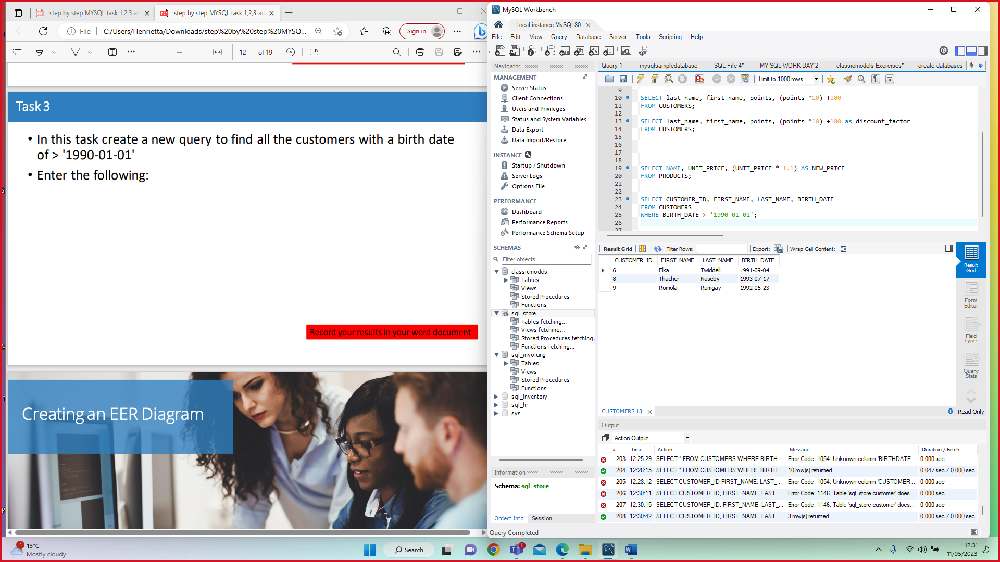 step by step MYSQL task 1,2,3 an
step by step MYSQL task 1,2,3 an
File
C:/Users/Henrietta/Downloads/step%20by%20step%20MYSQ...
Sign in
12
of 19
Task 3
• In this task create a new query to find all the customers with a birth date
of > '1990-01-01'
• Enter the following:
Record your results in your word document
Creating an EER Diagram
MySQL Workbench
Local instance MySQL80
File Edit View Query Database Server Tools Scripting Help
Navigator
MANAGEMENT
Server Status
Client Connections
Users and Privileges
Status and System Variables
Data Export
Data Import/Restore
INSTANCE
Startup / Shutdown
Server Logs
Options File
PERFORMANCE
Dashboard
Performance Reports
Performance Schema Setup
SCHEMAS
Filter objects
classicmodels
Tables
Views
Stored Procedures
Functions
sql_store
Tables fetching...
Views fetching...
Stored Procedures fetching.
Functions fetching...
sql_invoicing
Tables
Views
Stored Procedures
Functions
sql_inventory
sql_hr
sys
Information
Schema: sql_store
Object Info Session
Query 1 mysqlsampledatabase SQL File 4* MY SQL WORK DAY 2 classicmodels Exercises* create-databases
Limit to 1000 rows
9
10 SELECT last_name, first_name, points, (points *10) +100
11 FROM CUSTOMERS;
12
13 SELECT last_name, first_name, points, (points *10) +100 as discount_factor
14 FROM CUSTOMERS;
15
16
17
18
19 SELECT NAME, UNIT_PRICE, (UNIT_PRICE * 1.1) AS NEW_PRICE
20 FROM PRODUCTS;
21
22
23 SELECT CUSTOMER_ID, FIRST_NAME, LAST_NAME, BIRTH_DATE
24 FROM CUSTOMERS
25 WHERE BIRTH_DATE > '1990-01-01';
26
27
Result Grid Filter Rows: Export: Wrap Cell Content:
CUSTOMER_ID FIRST_NAME LAST_NAME BIRTH_DATE
6 Elka Twiddell 1991-09-04
8 Thacher Naseby 1993-07-17
9 Romola Rumgay 1992-05-23
Result
Grid
Form
Editor
Field
Types
Query
Stats
CUSTOMERS 13
Read Only
Output
Action Output
# Time Action Message Duration / Fetch
203 12:25:29 SELECT * FROM CUSTOMERS WHERE BIRTH... Error Code: 1054. Unknown column 'BIRTHDATE... 0.000 sec
204 12:26:15 SELECT * FROM CUSTOMERS WHERE BIRTH... 10 row(s) returned 0.047 sec / 0.000 sec
205 12:28:12 SELECT CUSTOMER_ID FIRST_NAME, LAST_... Error Code: 1054. Unknown column 'CUSTOMER... 0.000 sec
206 12:30:11 SELECT CUSTOMER_ID, FIRST_NAME, LAST_... Error Code: 1146. Table 'sql_store.customer' does... 0.000 sec
207 12:30:15 SELECT CUSTOMER_ID, FIRST_NAME, LAST_... Error Code: 1146. Table 'sql_store.customer' does... 0.000 sec
208 12:30:42 SELECT CUSTOMER_ID, FIRST_NAME, LAST_... 3 row(s) returned 0.000 sec / 0.000 sec
Query Completed
1
13°C
Mostly cloudy
Search
1
12:31
11/05/2023